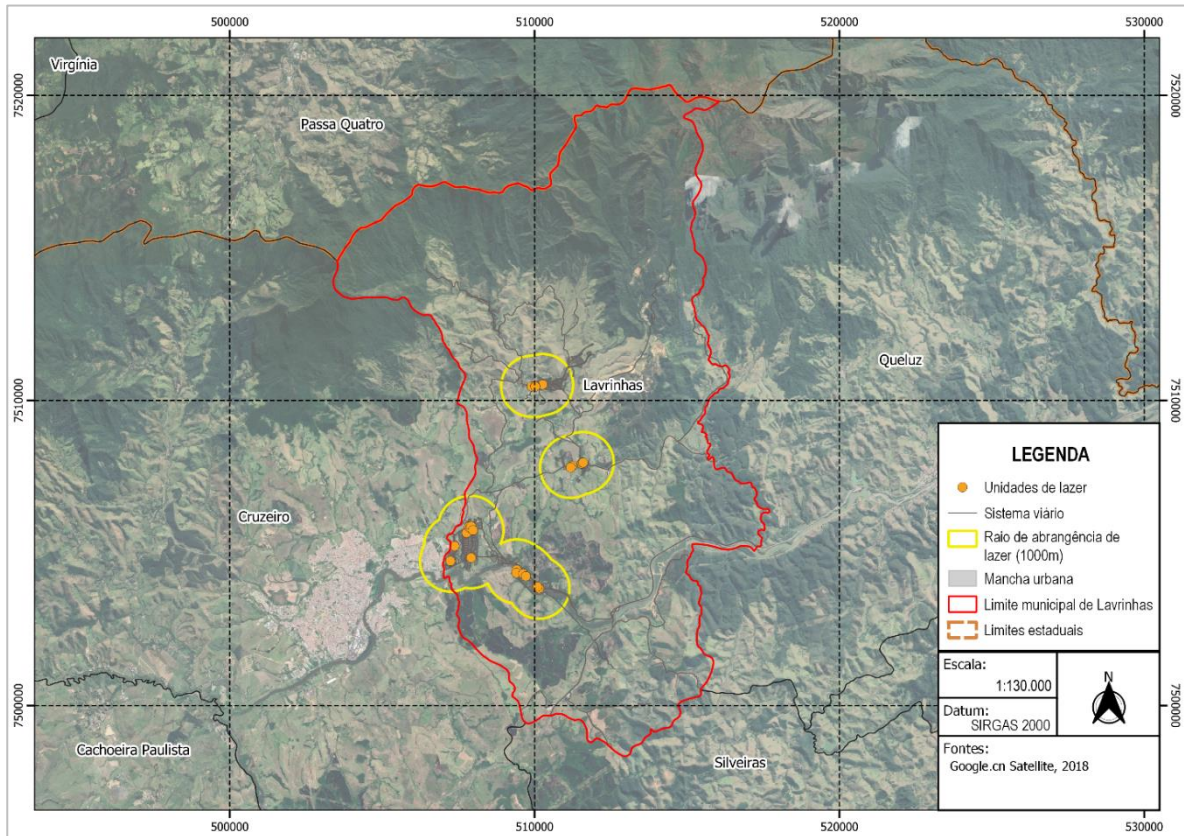 500000
510000
520000
530000
Virgínia
7520000
7520000
Passa Quatro
Queluz
Lavrinhas
7510000
7510000
Cruzeiro
LEGENDA
Unidades de lazer
Sistema viário
Raio de abrangência de
lazer (1000m)
Mancha urbana
Limite municipal de Lavrinhas
Limites estaduais
Escala:
1:130.000
N
Datum:
SIRGAS 2000
Fontes:
Google.cn Satellite, 2018
7500000
7500000
Cachoeira Paulista
Silveiras
500000
510000
520000
530000